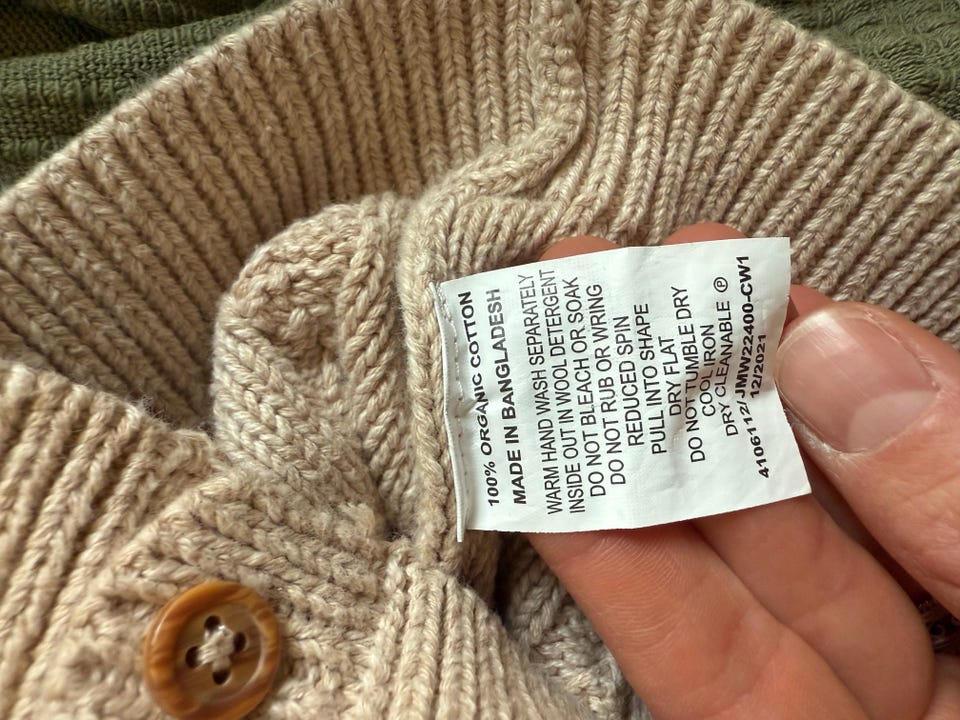 100% ORGANIC COTTON
MADE IN BANGLADESH
WARM HAND WASH SEPARATELY
INSIDE OUT IN WOOL DETERGENT
DO NOT BLEACH OR SOAK
DO NOT RUB OR WRING
REDUCED SPIN
PULL INTO SHAPE
DRY FLAT
DO NOT TUMBLE DRY
COOL IRON
DRY CLEANABLE Ⓟ
4106112/JMW22400-CW1
12/2021